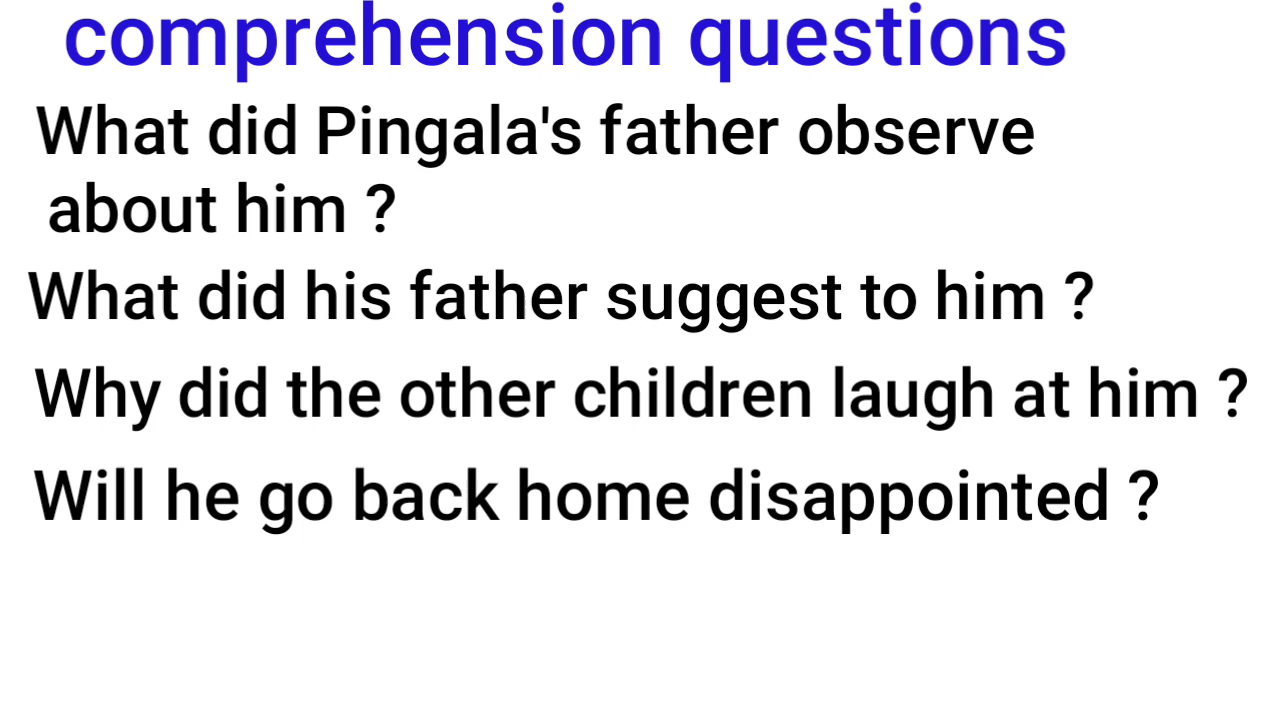 comprehension questions
What did Pingala's father observe
about him ?
What did his father suggest to him ?
Why did the other children laugh at him ?
Will he go back home disappointed ?